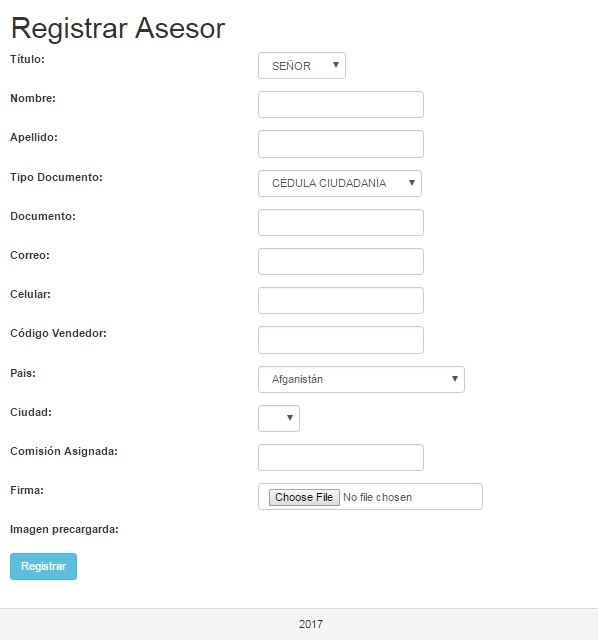 Registrar Asesor
Título: SEÑOR
Nombre:
Apellido:
Tipo Documento: CÉDULA CIUDADANÍA
Documento:
Correo:
Celular:
Código Vendedor:
Pais: Afganistán
Ciudad:
Comisión Asignada:
Firma: Choose File No file chosen
Imagen precargarda:
Registrar
2017